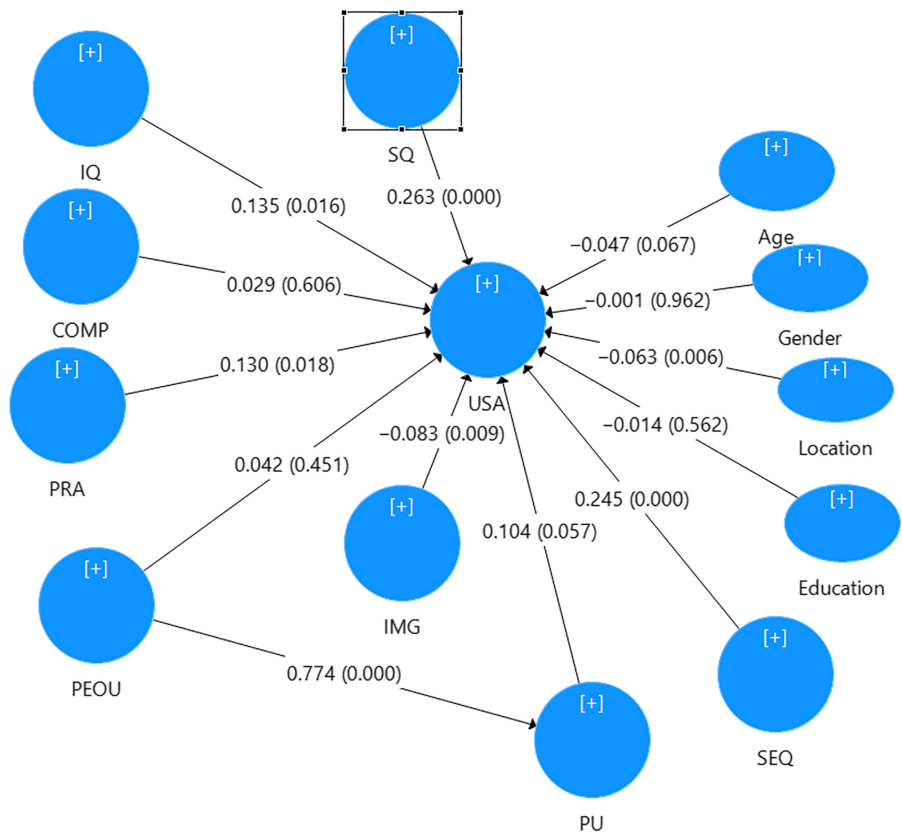 [+]
SQ
[+]
IQ
0.135 (0.016)
0.263 (0.000)
[+]
Age
−0.047 (0.067)
[+]
COMP
0.029 (0.606)
[+]
USA
[+]
Gender
−0.001 (0.962)
[+]
PRA
0.130 (0.018)
−0.063 (0.006)
[+]
Location
−0.083 (0.009)
−0.014 (0.562)
0.042 (0.451)
[+]
IMG
0.104 (0.057)
0.245 (0.000)
[+]
Education
[+]
PEOU
0.774 (0.000)
[+]
PU
[+]
SEQ